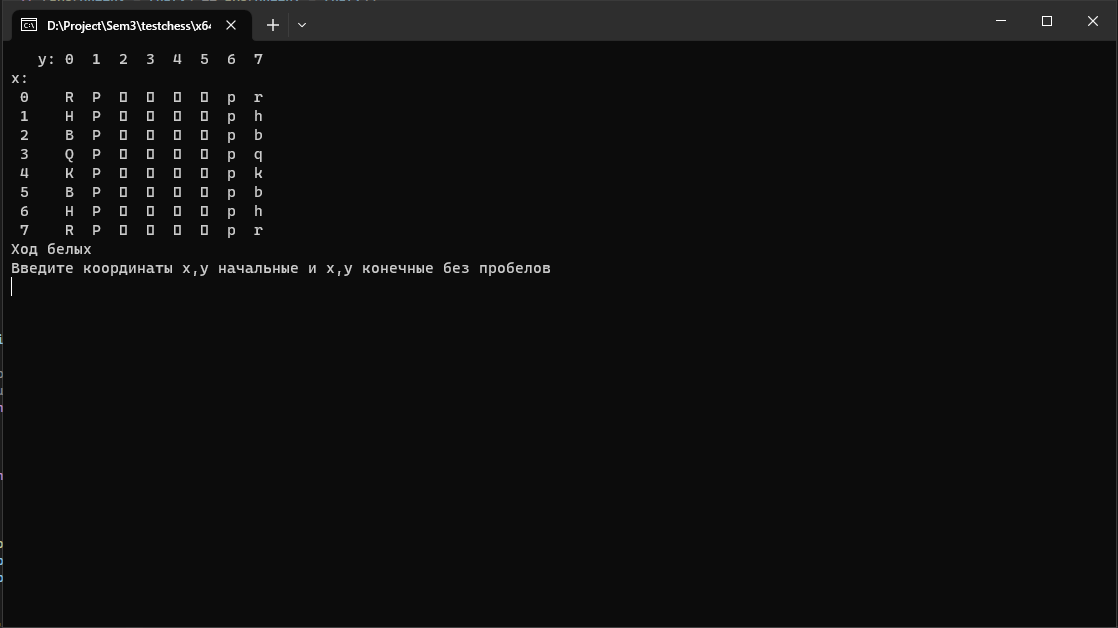 D:\Project\Sem3\testchess\x64
y: 0 1 2 3 4 5 6 7
x:
0 R P ▯ ▯ ▯ ▯ p r
1 H P ▯ ▯ ▯ ▯ p h
2 B P ▯ ▯ ▯ ▯ p b
3 Q P ▯ ▯ ▯ ▯ p q
4 K P ▯ ▯ ▯ ▯ p k
5 B P ▯ ▯ ▯ ▯ p b
6 H P ▯ ▯ ▯ ▯ p h
7 R P ▯ ▯ ▯ ▯ p r
Ход белых
Введите координаты x,y начальные и x,y конечные без пробелов